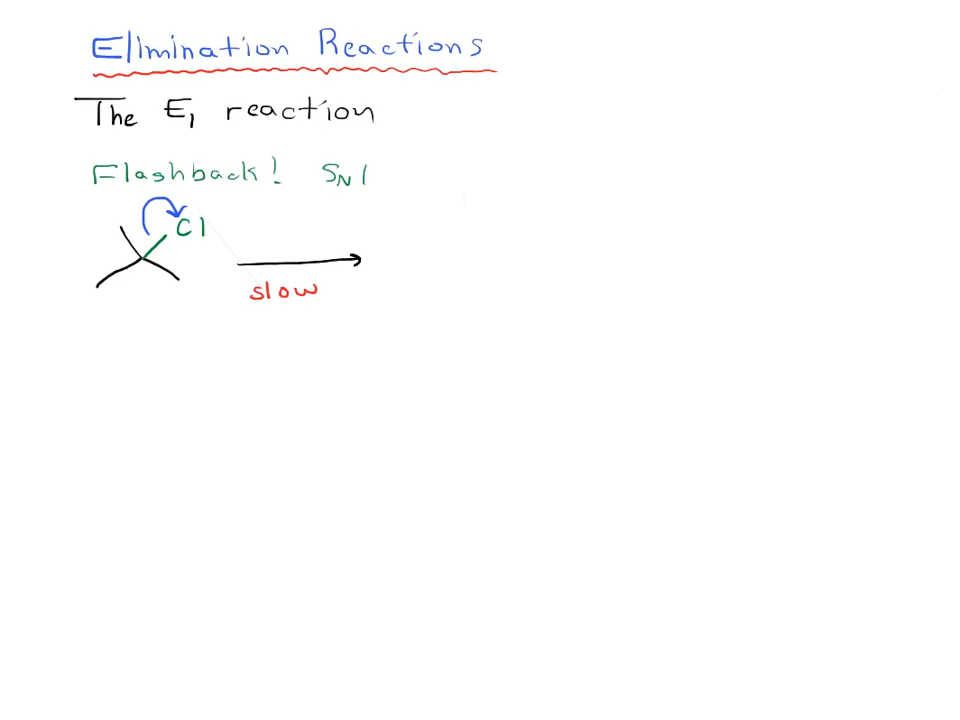 Elimination Reactions
The E1 reaction
Flashback! SN1
Cl
slow